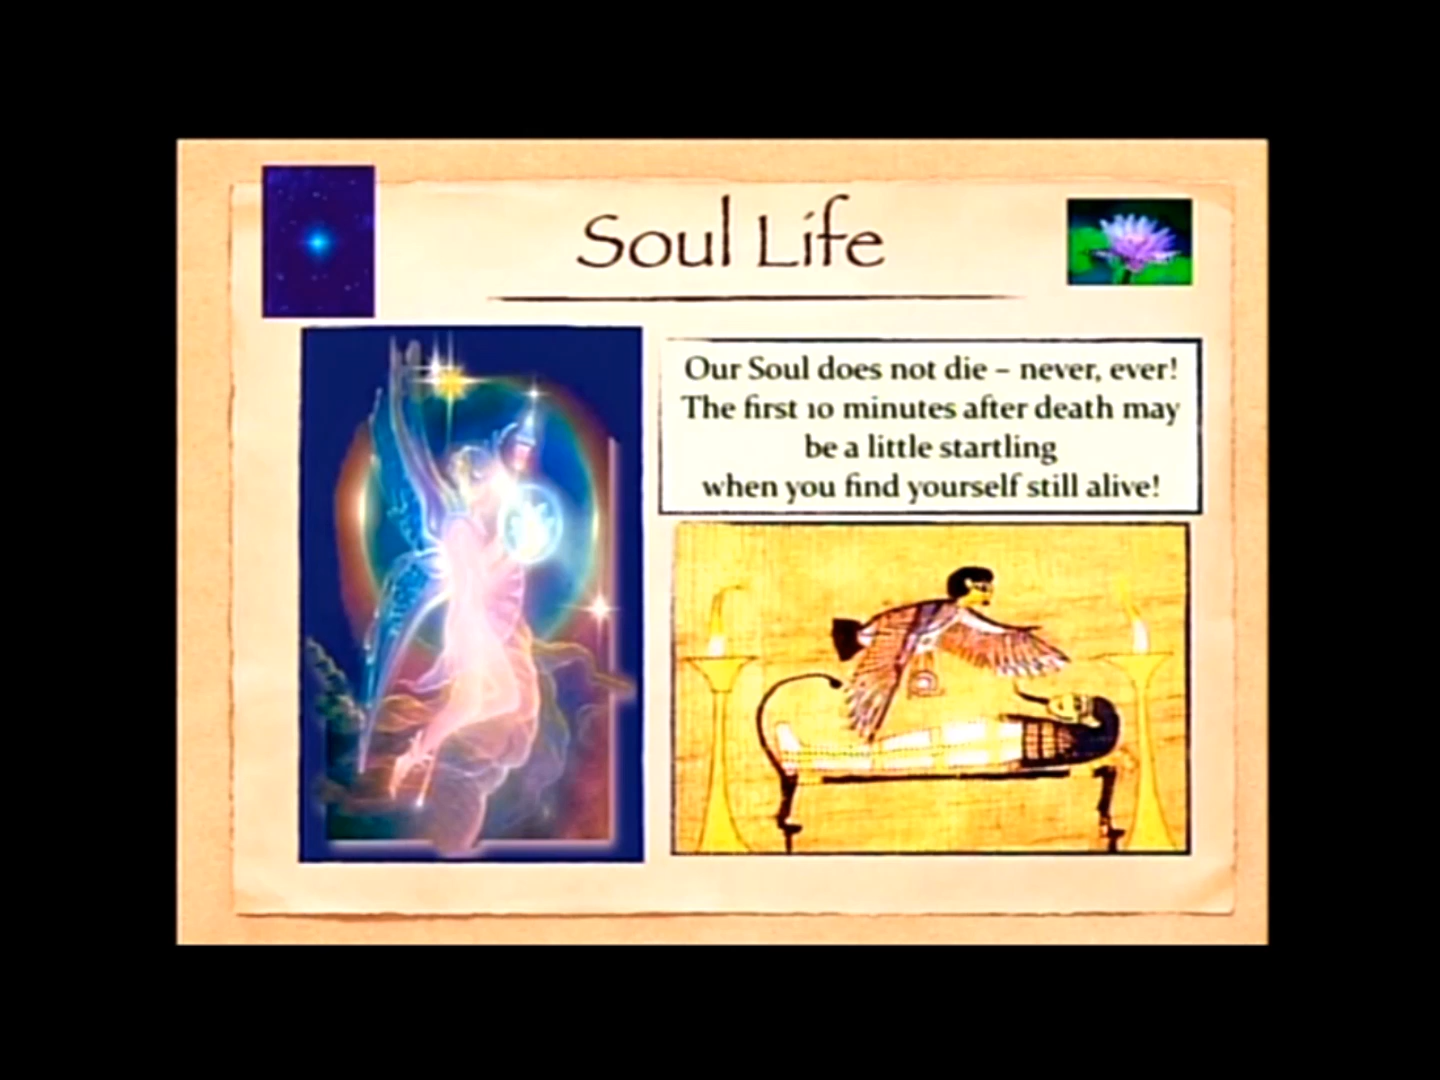 Soul Life
Our Soul does not die – never, ever!
The first 10 minutes after death may
be a little startling
when you find yourself still alive!